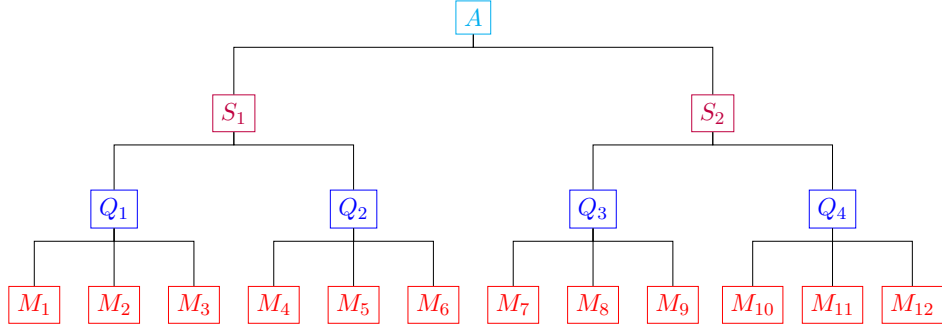 A
S₁ S₂
Q₁ Q₂ Q₃ Q₄
M₁ M₂ M₃ M₄ M₅ M₆ M₇ M₈ M₉ M₁₀ M₁₁ M₁₂